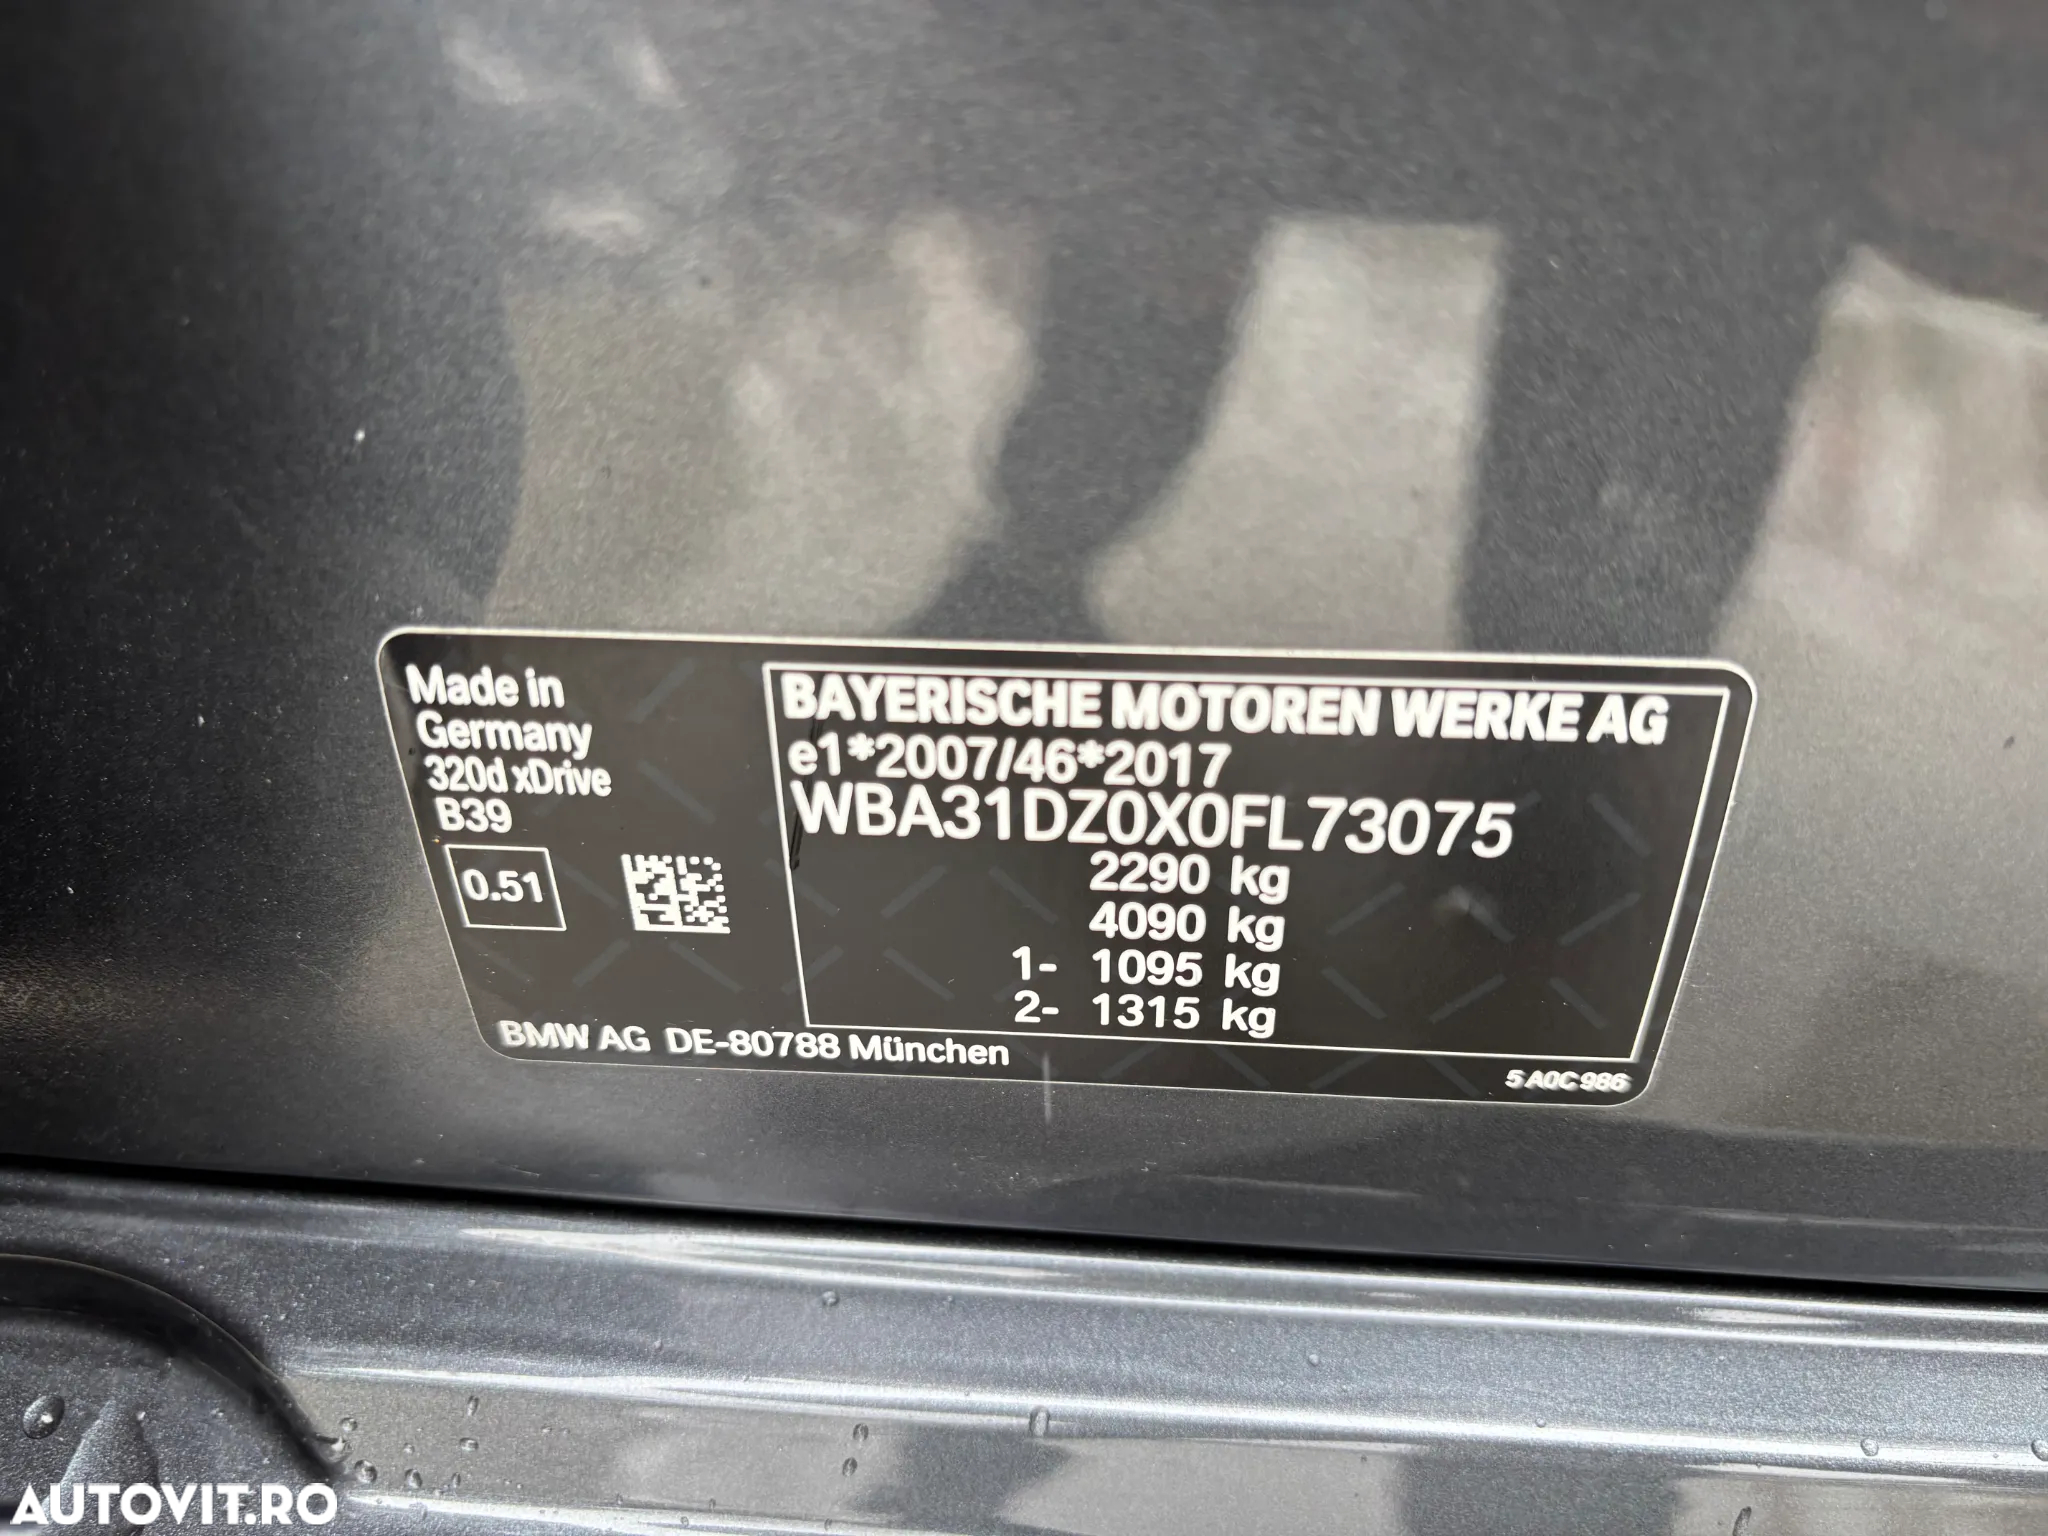 Made in
Germany
320d xDrive
B39
0.51
BAYERISCHE MOTOREN WERKE AG
e1*2007/46*2017
WBA31DZ0X0FL73075
2290 kg
4090 kg
1- 1095 kg
2- 1315 kg
BMW AG DE-80788 München
5 A0C 986
AUTOVIT.RO